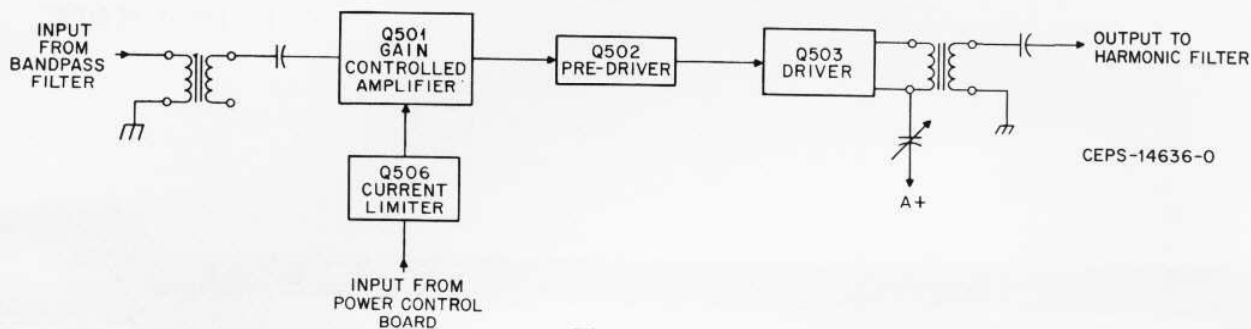 INPUT
FROM
BANDPASS
FILTER
Q501
GAIN
CONTROLLED
AMPLIFIER
Q502
PRE-DRIVER
Q503
DRIVER
OUTPUT TO
HARMONIC FILTER
CEPS-14636-0
A+
Q506
CURRENT
LIMITER
INPUT FROM
POWER CONTROL
BOARD